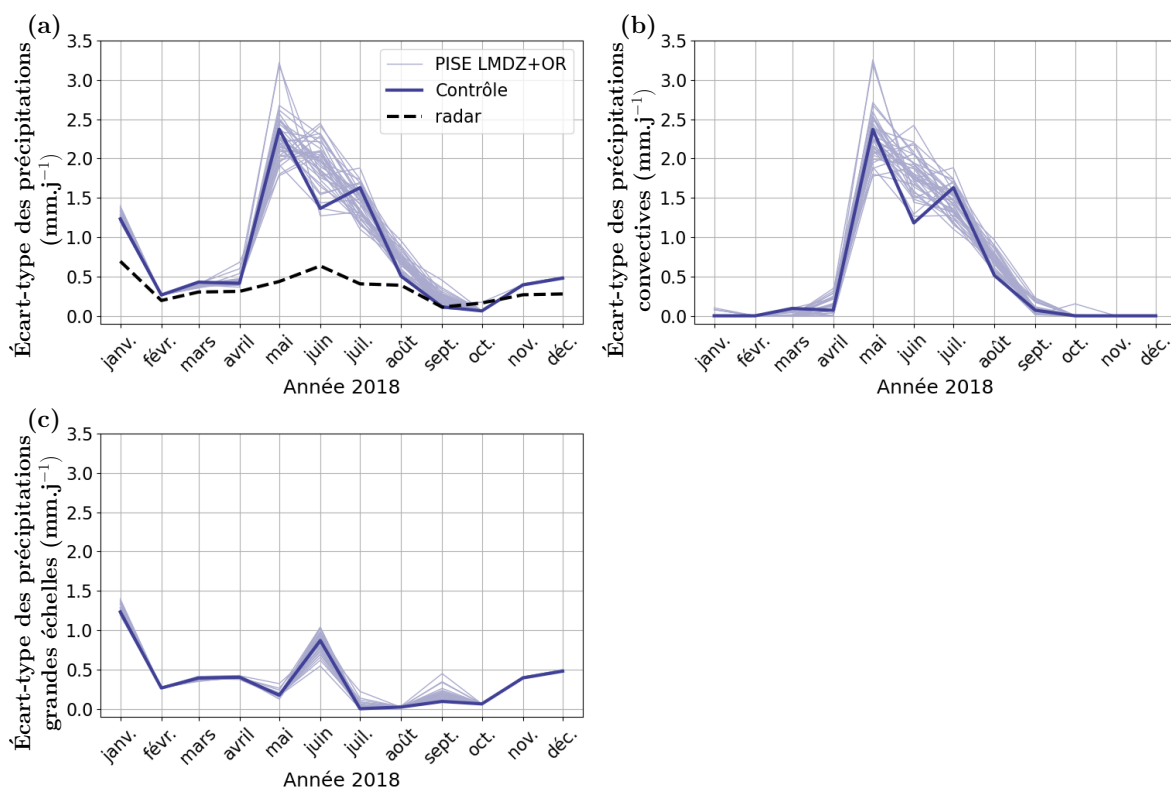 (a)
Écart-type des précipitations
(mm.j⁻¹)
3.5
3.0
2.5
2.0
1.5
1.0
0.5
0.0
PISE LMDZ+OR
Contrôle
radar
janv.
févr.
mars
avril
mai
juin
juil.
août
sept.
oct.
nov.
déc.
Année 2018
(b)
Écart-type des précipitations
convectives (mm.j⁻¹)
3.5
3.0
2.5
2.0
1.5
1.0
0.5
0.0
janv.
févr.
mars
avril
mai
juin
juil.
août
sept.
oct.
nov.
déc.
Année 2018
(c)
Écart-type des précipitations
grandes échelles (mm.j⁻¹)
3.5
3.0
2.5
2.0
1.5
1.0
0.5
0.0
janv.
févr.
mars
avril
mai
juin
juil.
août
sept.
oct.
nov.
déc.
Année 2018